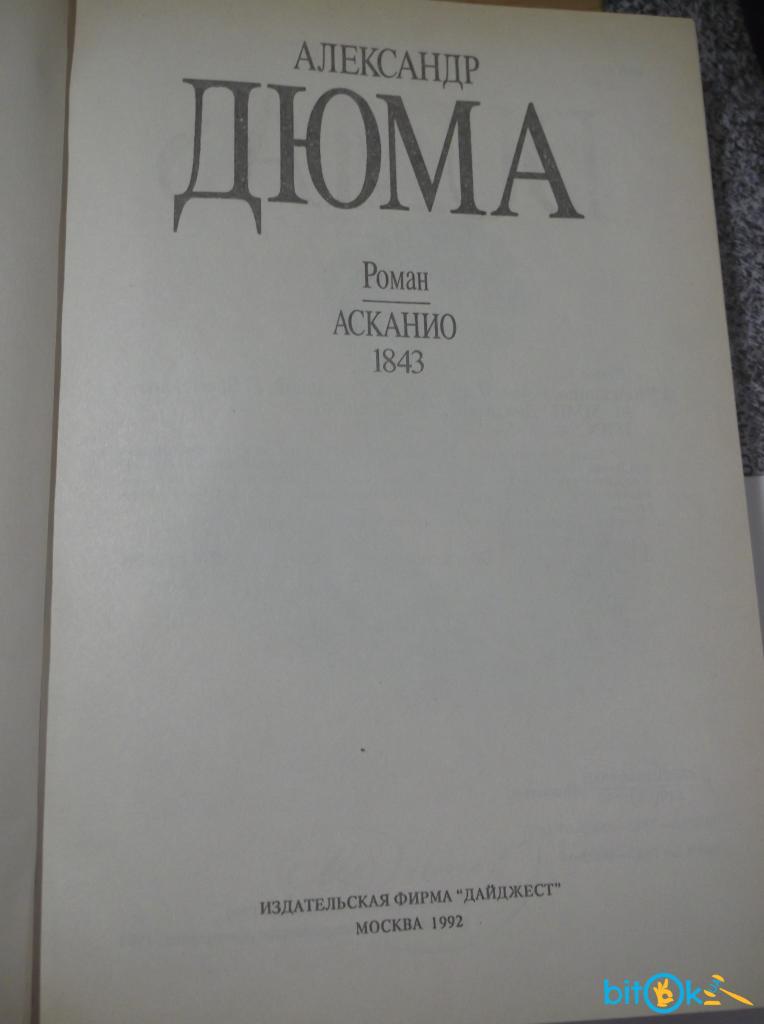 АЛЕКСАНДР
ДЮМА
Роман
АСКАНИО
1843
ИЗДАТЕЛЬСКАЯ ФИРМА "ДАЙДЖЕСТ"
МОСКВА 1992
bitOk